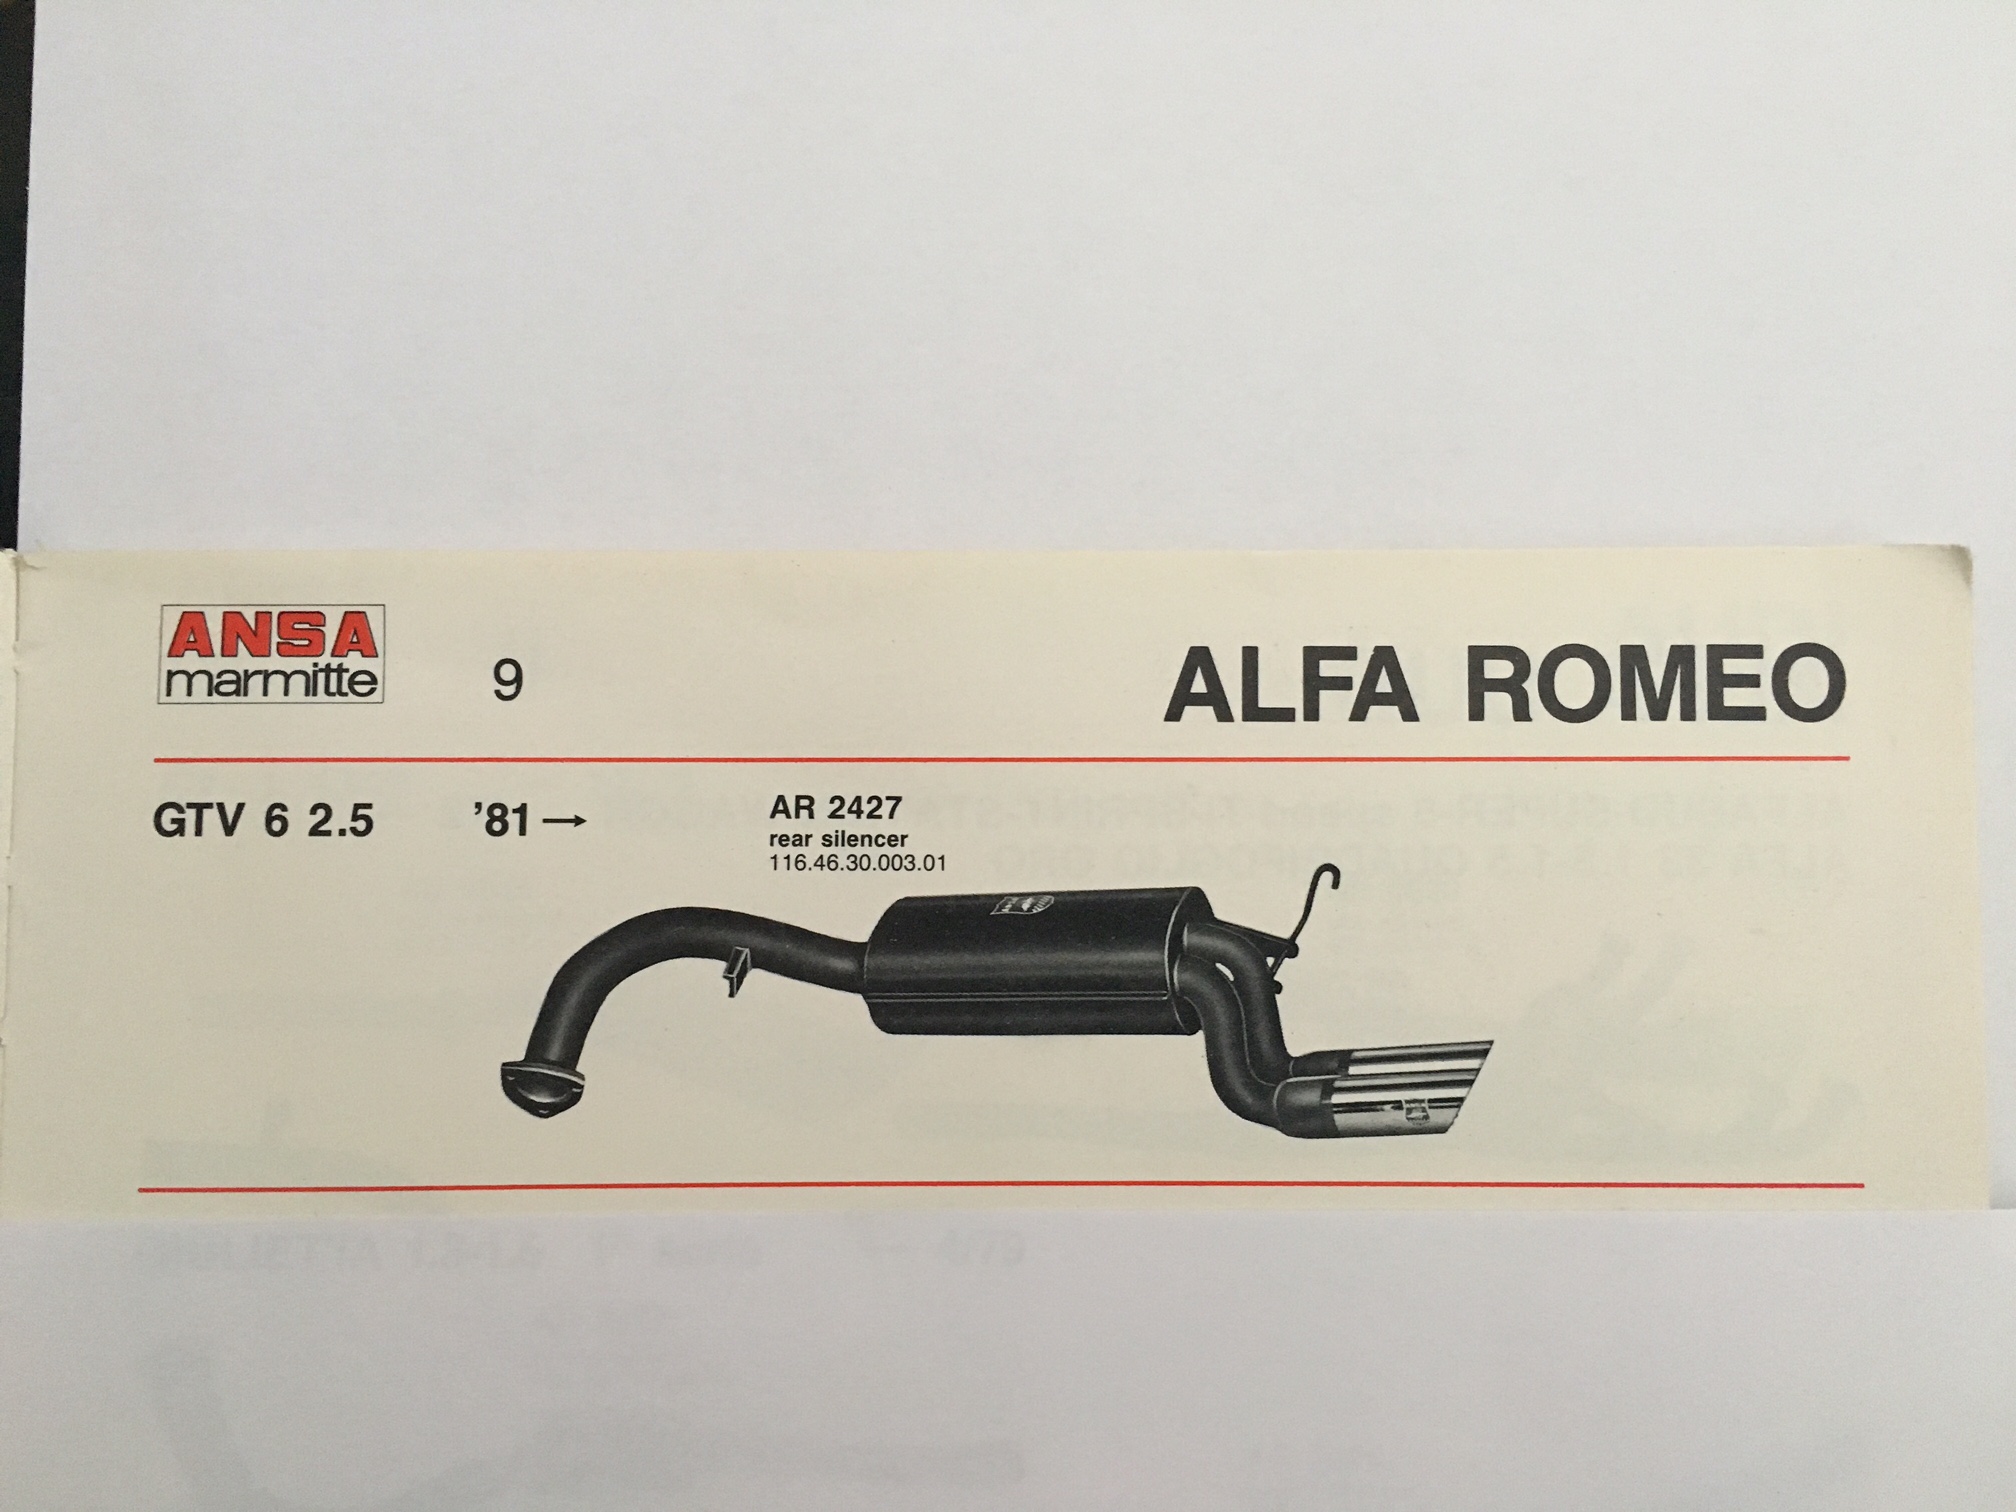 ANSA
marmitte
9
ALFA ROMEO
GTV 6 2.5 '81→
AR 2427
rear silencer
116.46.30.003.01